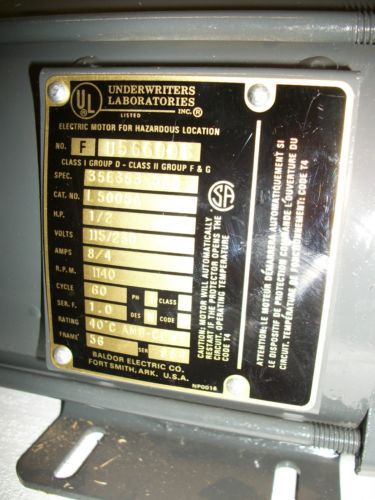 UL
UNDERWRITERS
LABORATORIES
INC.®
LISTED
ELECTRIC MOTOR FOR HAZARDOUS LOCATION
NO. F
CLASS I GROUP D - CLASS II GROUP F & G
SPEC.
CAT. NO.
H.P. 1/2
VOLTS 115/230
AMPS 8/4
R.P.M. 1140
CYCLE 60 PH CLASS
SER. F. 1.0 DES CODE
RATING 40°C
FRAME 56 SER
BALDOR ELECTRIC CO.
FORT SMITH, ARK. U.S.A.
NP0016
SA
CAUTION: MOTOR WILL AUTOMATICALLY
RESTART IF THE PROTECTOR OPENS THE
CIRCUIT. OPERATING TEMPERATURE
CODE T4
ATTENTION: LE MOTEUR DÉMARRERA AUTOMATIQUEMENT SI
LE DISPOSITIF DE PROTECTION COMMANDE L'OUVERTURE DU
CIRCUIT. TEMPÉRATURE DE FONCTIONNEMENT: CODE T4